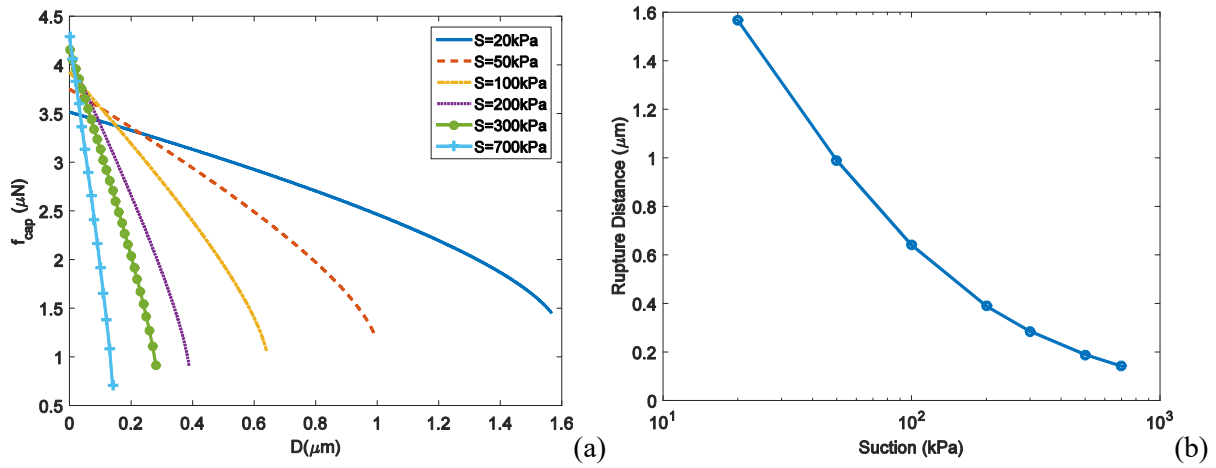 4.5
4
3.5
3
2.5
2
1.5
1
0.5
f_cap (μN)
0
0.2
0.4
0.6
0.8
1
1.2
1.4
1.6
D(μm)
S=20kPa
S=50kPa
S=100kPa
S=200kPa
S=300kPa
S=700kPa
(a)
1.6
1.4
1.2
1
0.8
0.6
0.4
0.2
0
Rupture Distance (μm)
10^1
10^2
10^3
Suction (kPa)
(b)